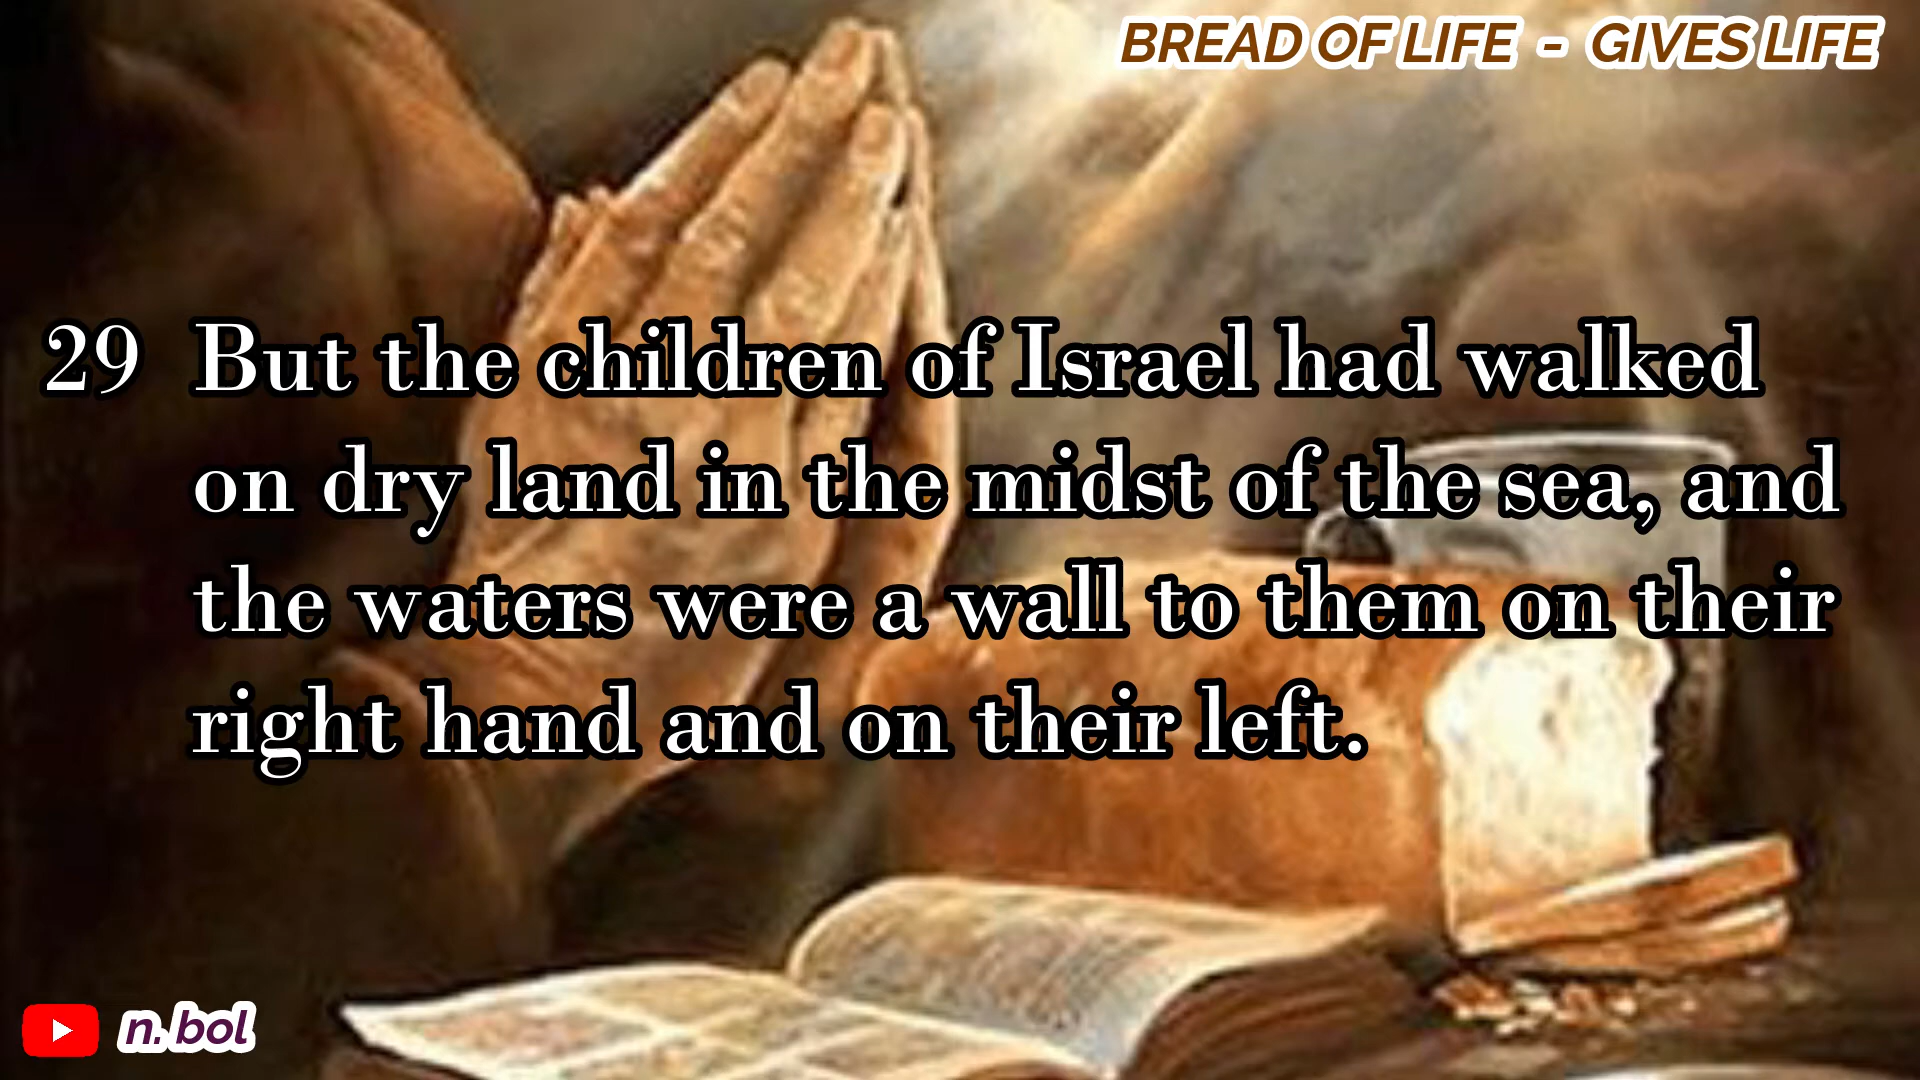 BREAD OF LIFE - GIVES LIFE
29 But the children of Israel had walked
on dry land in the midst of the sea, and
the waters were a wall to them on their
right hand and on their left.
n. bol